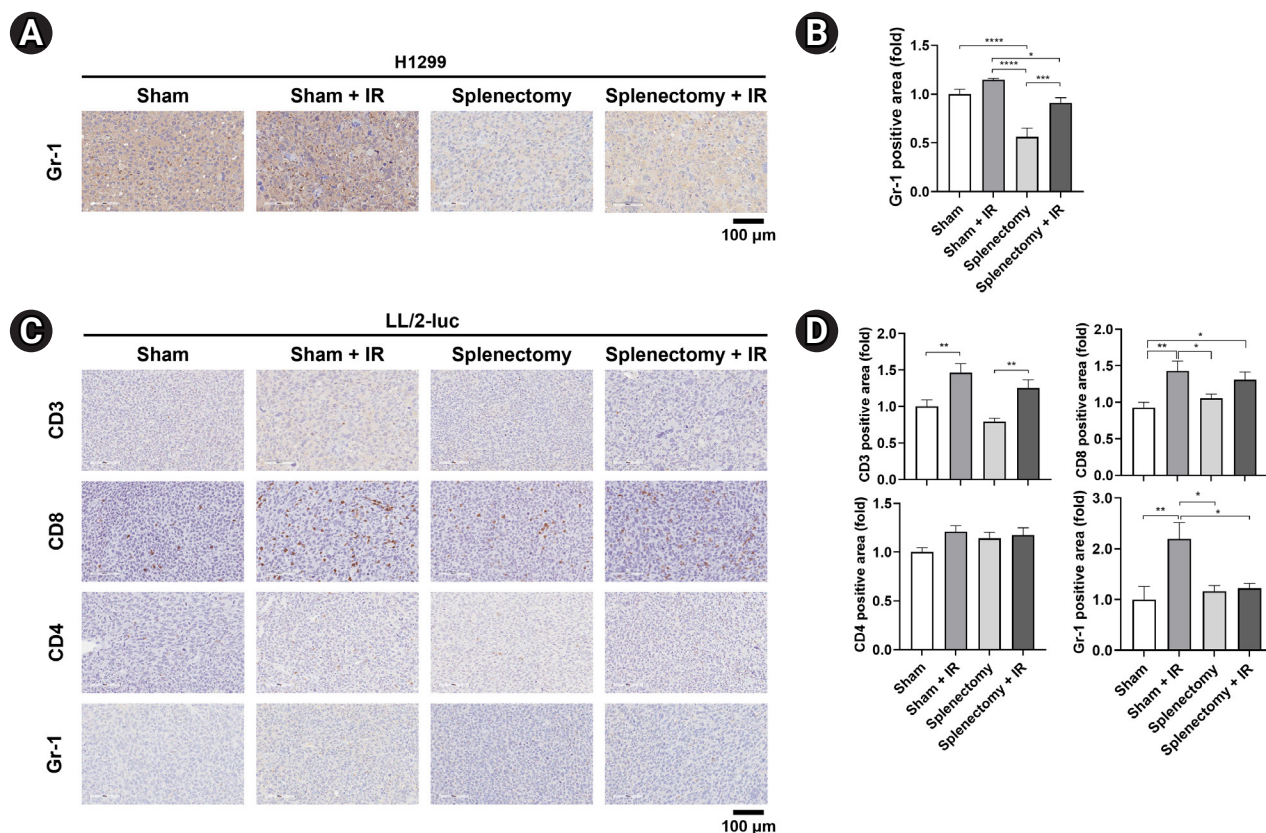 A
H1299
Sham
Sham + IR
Splenectomy
Splenectomy + IR
Gr-1
100 µm
B
Gr-1 positive area (fold)
1.5
1.0
0.5
0.0
****
*
****
***
Sham
Sham + IR
Splenectomy
Splenectomy + IR
C
LL/2-luc
Sham
Sham + IR
Splenectomy
Splenectomy + IR
CD3
CD8
CD4
Gr-1
100 µm
D
CD3 positive area (fold)
2.0
1.5
1.0
0.5
0.0
**
**
CD8 positive area (fold)
2.0
1.5
1.0
0.5
0.0
*
**
*
CD4 positive area (fold)
1.5
1.0
0.5
0.0
Sham
Sham + IR
Splenectomy
Splenectomy + IR
Gr-1 positive area (fold)
3.0
2.0
1.0
0.0
*
**
*
Sham
Sham + IR
Splenectomy
Splenectomy + IR